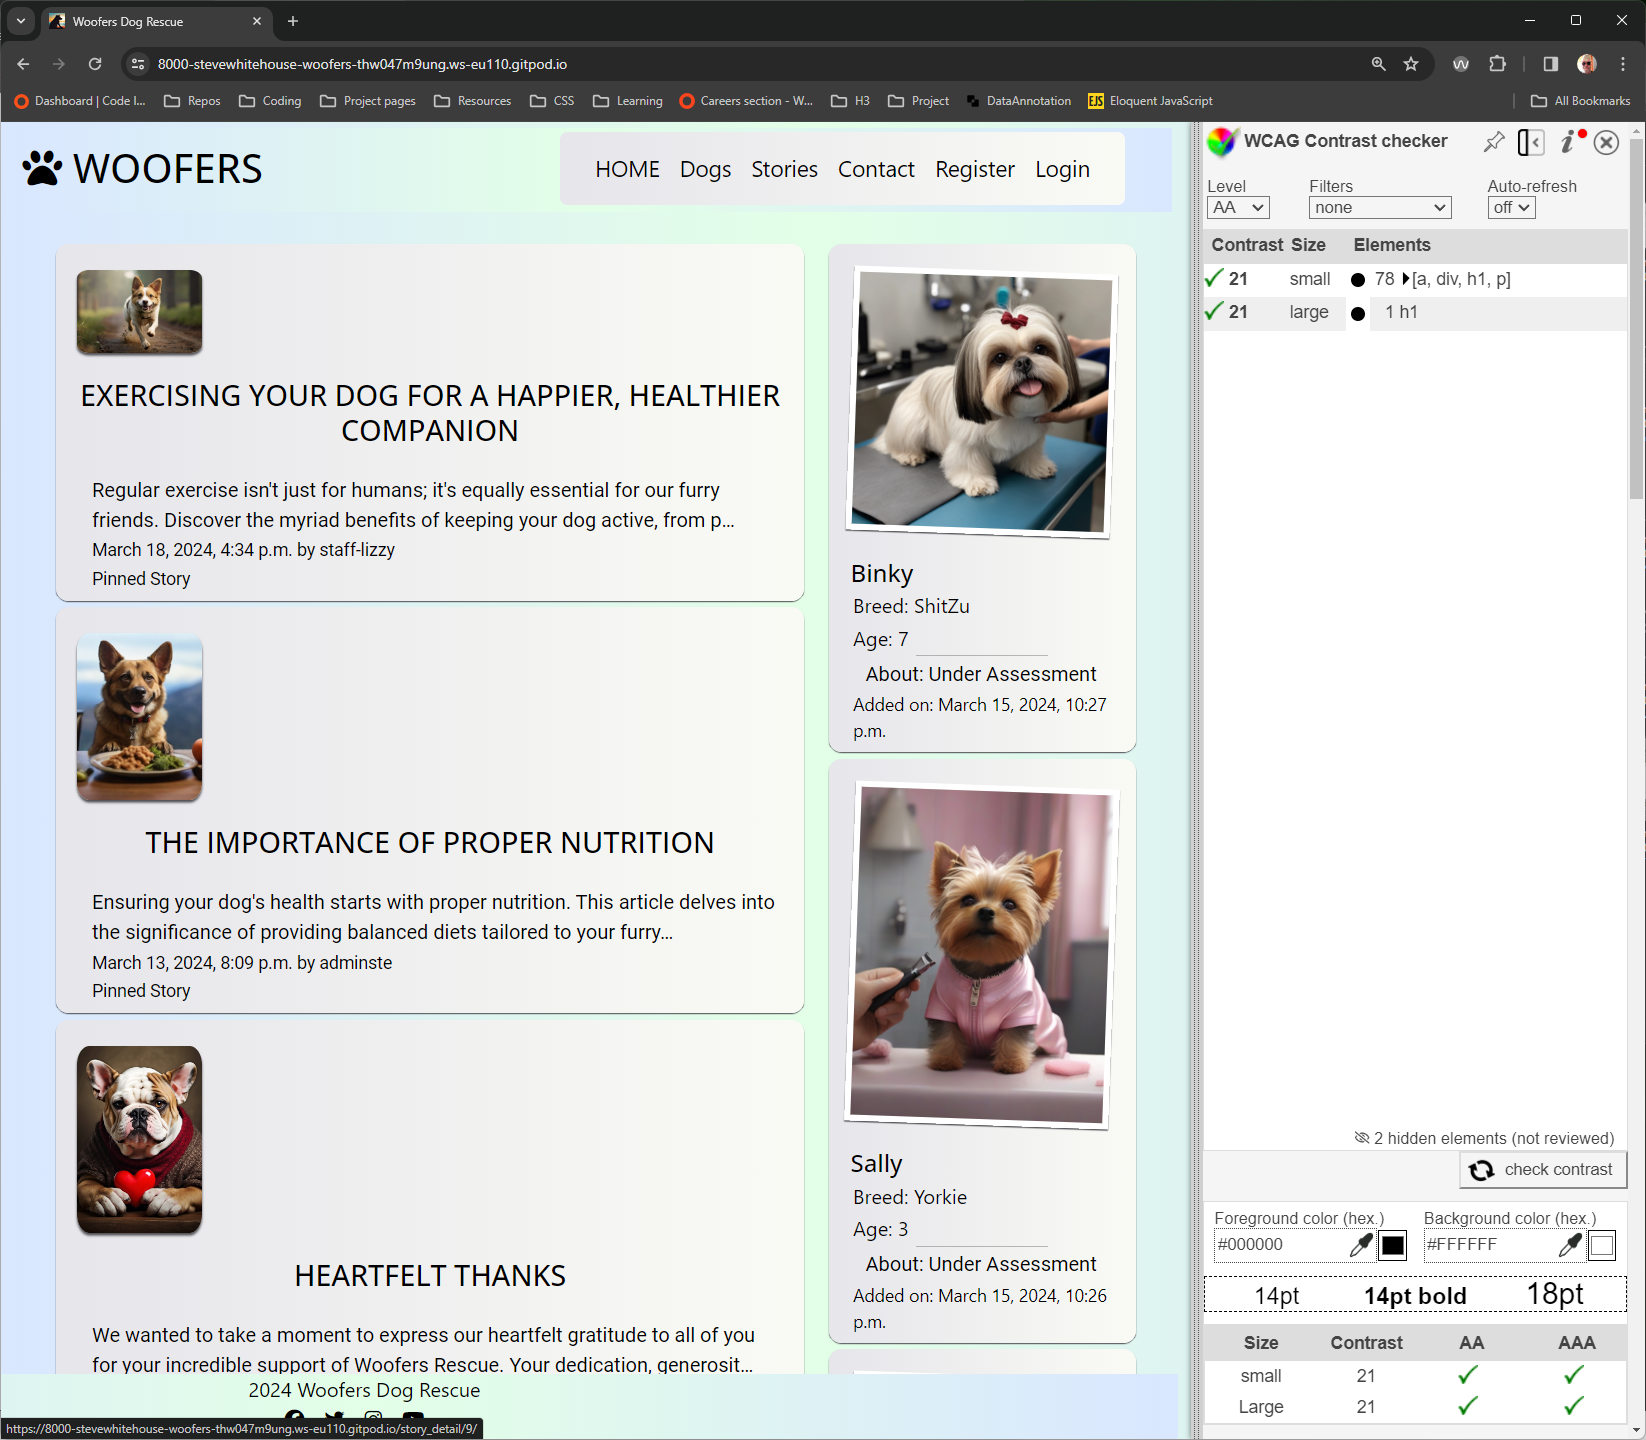 Woofers Dog Rescue
8000-stevewhitehouse-woofers-thw047m9ung.ws-eu110.gitpod.io
Dashboard | Code I...
Repos
Coding
Project pages
Resources
CSS
Learning
Careers section - W...
H3
Project
DataAnnotation
EJS
Eloquent JavaScript
All Bookmarks
WOOFERS
HOME
Dogs
Stories
Contact
Register
Login
EXERCISING YOUR DOG FOR A HAPPIER, HEALTHIER
COMPANION
Regular exercise isn't just for humans; it's equally essential for our furry
friends. Discover the myriad benefits of keeping your dog active, from p...
March 18, 2024, 4:34 p.m. by staff-lizzy
Pinned Story
THE IMPORTANCE OF PROPER NUTRITION
Ensuring your dog's health starts with proper nutrition. This article delves into
the significance of providing balanced diets tailored to your furry...
March 13, 2024, 8:09 p.m. by adminste
Pinned Story
HEARTFELT THANKS
We wanted to take a moment to express our heartfelt gratitude to all of you
for your incredible support of Woofers Rescue. Your dedication, generosit...
Binky
Breed: ShitZu
Age: 7
About: Under Assessment
Added on: March 15, 2024, 10:27
p.m.
Sally
Breed: Yorkie
Age: 3
About: Under Assessment
Added on: March 15, 2024, 10:26
p.m.
2024 Woofers Dog Rescue
https://8000-stevewhitehouse-woofers-thw047m9ung.ws-eu110.gitpod.io/story_detail/9/
WCAG Contrast checker
Level
Filters
Auto-refresh
AA
none
off
Contrast Size Elements
21 small 78 [a, div, h1, p]
21 large 1 h1
2 hidden elements (not reviewed)
check contrast
Foreground color (hex.)
Background color (hex.)
#000000
#FFFFFF
14pt 14pt bold 18pt
Size Contrast AA AAA
small 21
Large 21